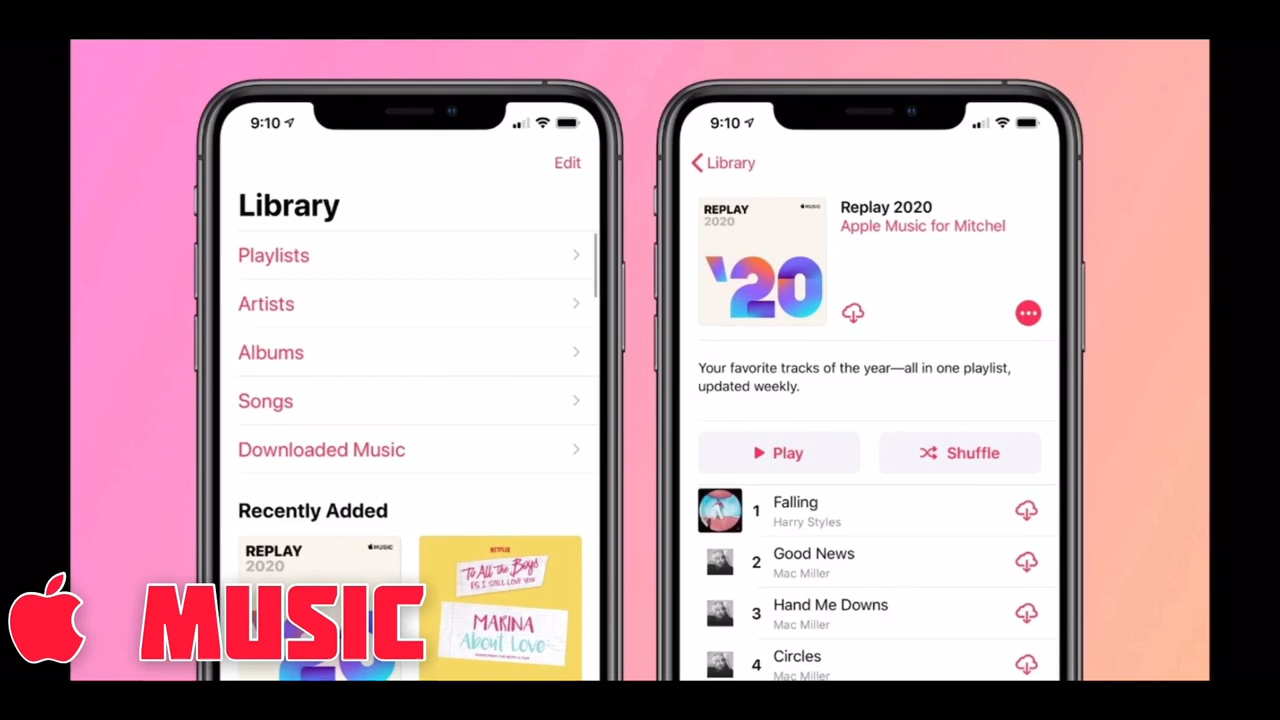 9:10
Edit
Library
Playlists
Artists
Albums
Songs
Downloaded Music
Recently Added
REPLAY
2020
MUSIC
NETFLIX
To All the Boys
P.S. I STILL LOVE YOU
MARINA
About Love
9:10
Library
REPLAY
2020
MUSIC
'20
Replay 2020
Apple Music for Mitchel
Your favorite tracks of the year—all in one playlist,
updated weekly.
Play
Shuffle
1
Falling
Harry Styles
2
Good News
Mac Miller
3
Hand Me Downs
Mac Miller
4
Circles
Mac Miller
MUSIC